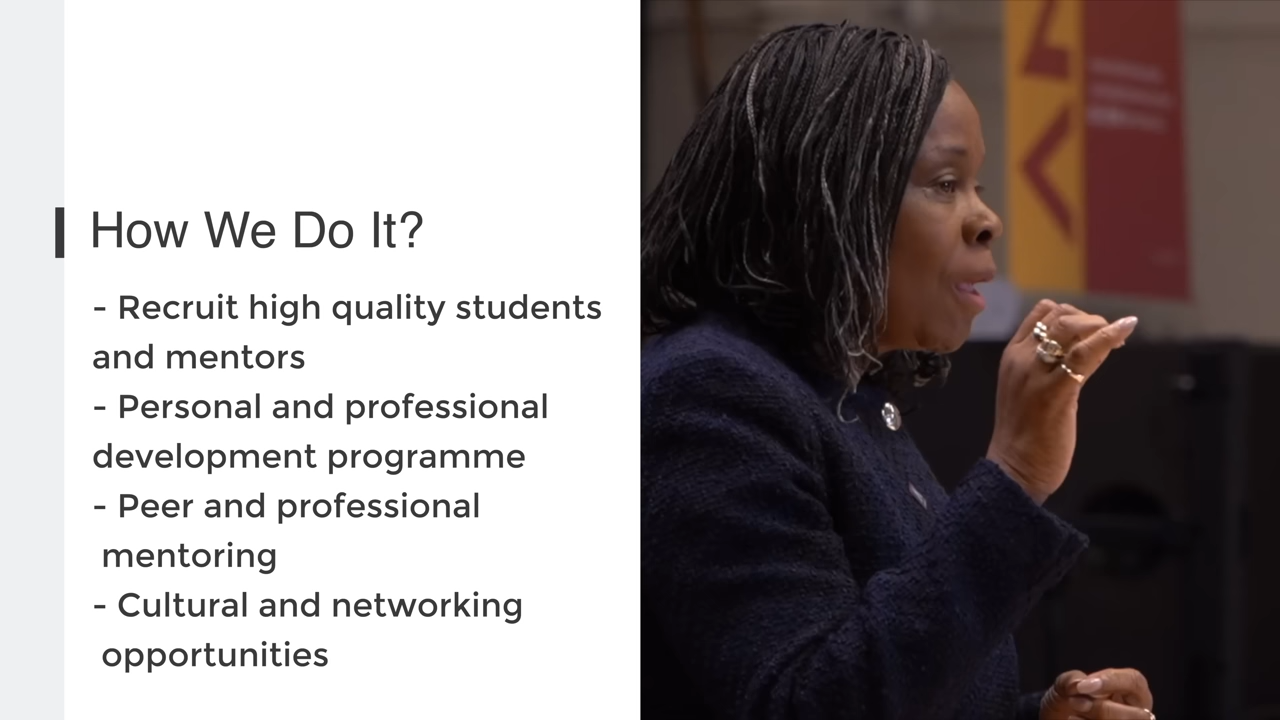 How We Do It?
- Recruit high quality students
and mentors
- Personal and professional
development programme
- Peer and professional
mentoring
- Cultural and networking
opportunities